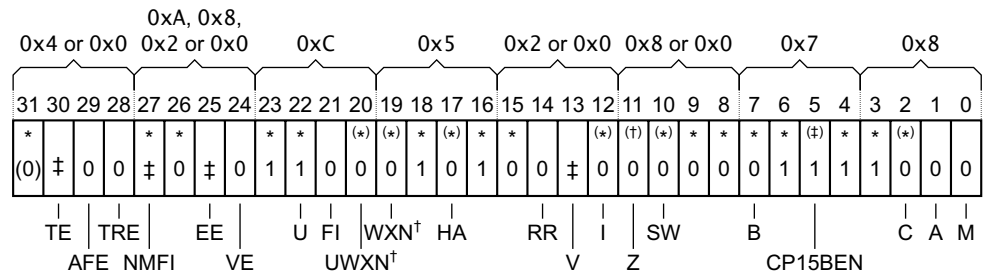 0xA, 0x8,
0x4 or 0x0 0x2 or 0x0 0xC 0x5 0x2 or 0x0 0x8 or 0x0 0x7 0x8
31 30 29 28 27 26 25 24 23 22 21 20 19 18 17 16 15 14 13 12 11 10 9 8 7 6 5 4 3 2 1 0
* * * * * (*) (*) * (*) * * (*) (†) (*) * * * * (‡) * * (*)
(0) ‡ 0 0 ‡ 0 ‡ 0 1 1 0 0 0 1 0 1 0 0 ‡ 0 0 0 0 0 0 1 1 1 1 0 0 0
TE TRE EE U FI WXN† HA RR I SW B C A M
AFE NMFI VE UWXN† V Z CP15BEN